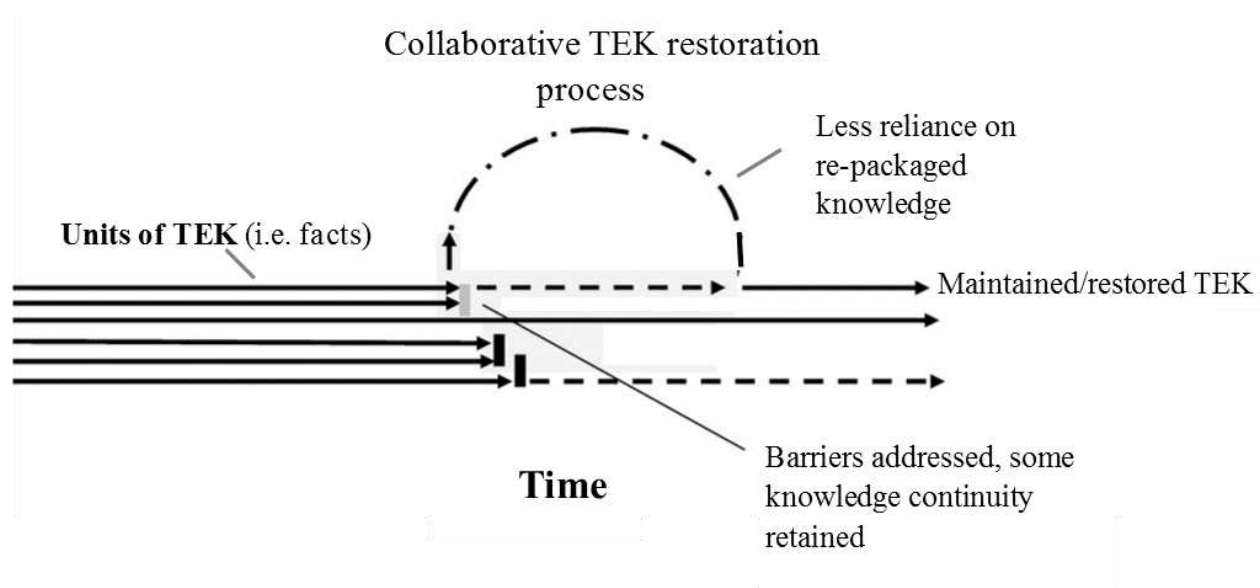 Collaborative TEK restoration
process
Less reliance on
re-packaged
knowledge
Units of TEK (i.e. facts)
Maintained/restored TEK
Barriers addressed, some
knowledge continuity
retained
Time